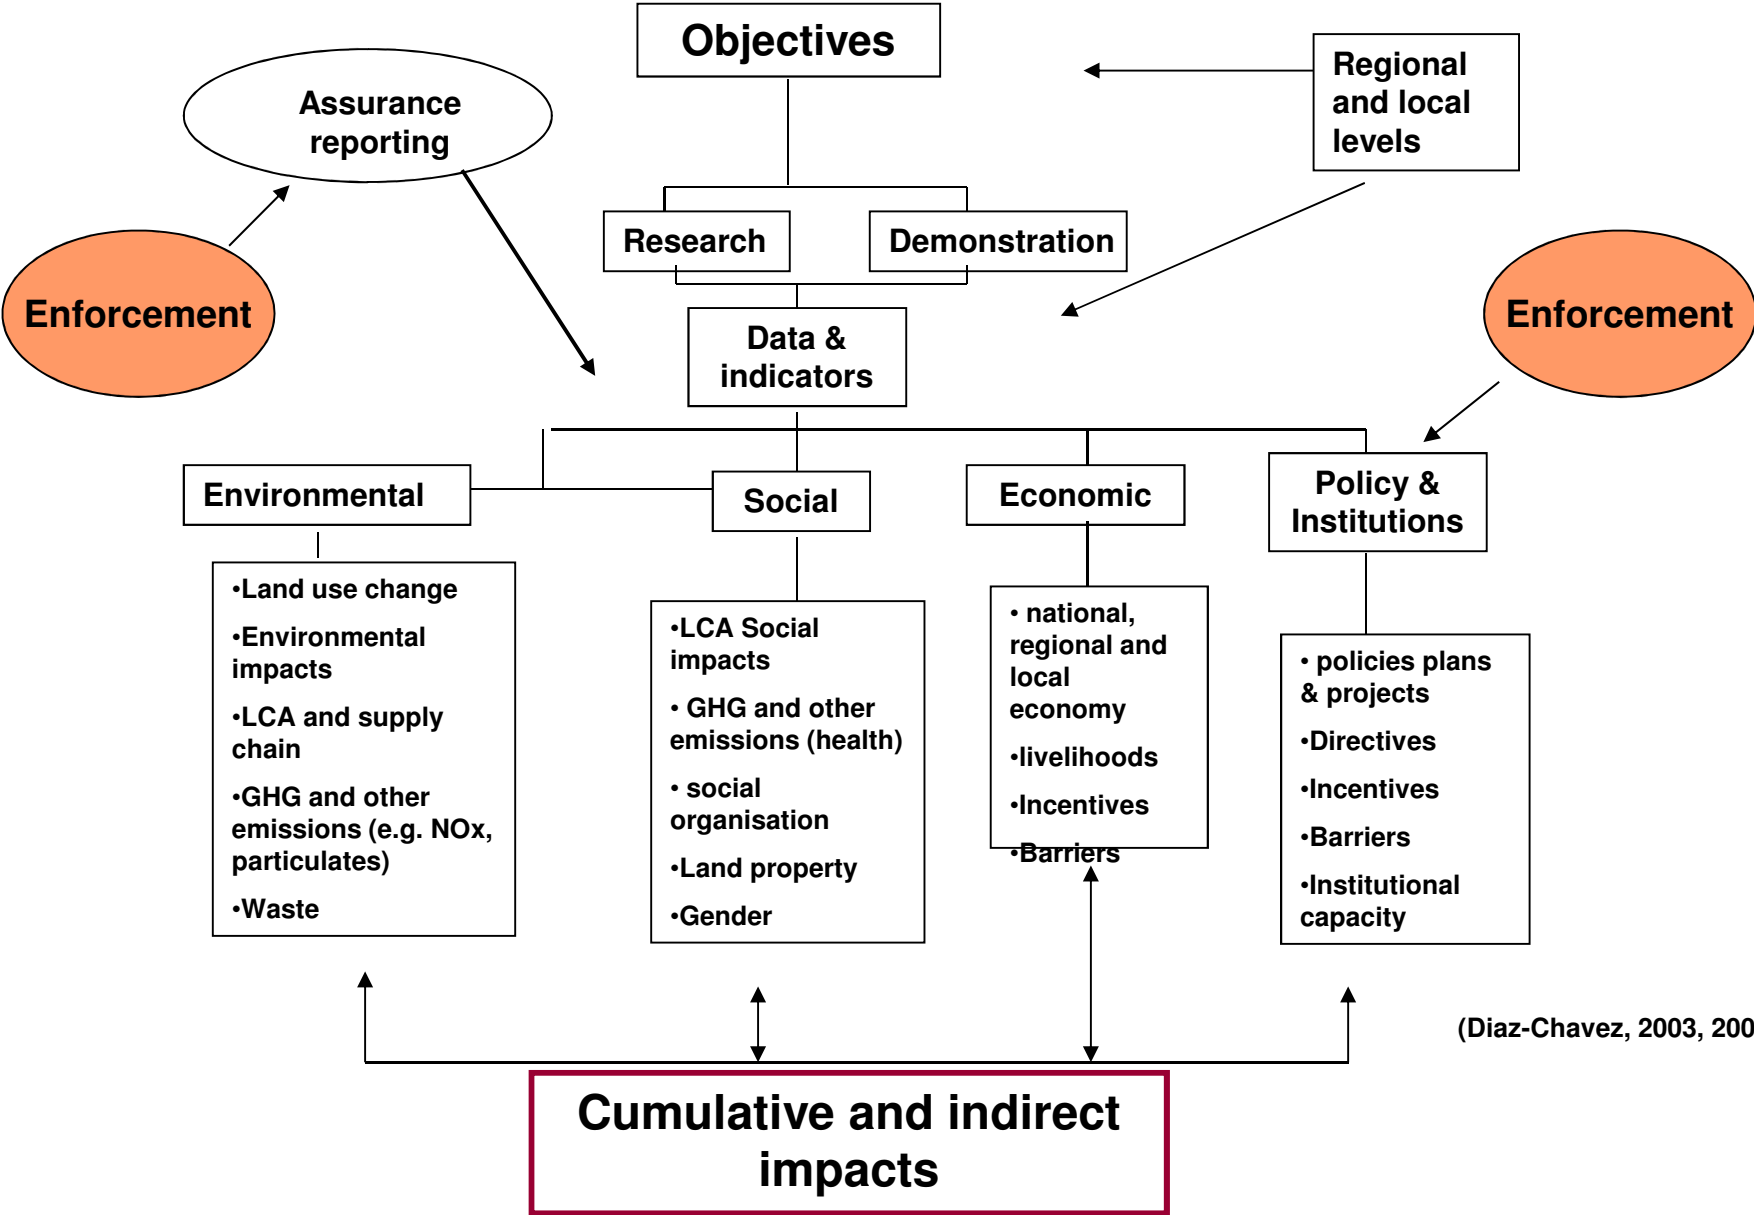 Objectives
Regional
and local
levels
Assurance
reporting
Research
Demonstration
Enforcement
Enforcement
Data &
indicators
Environmental
Social
Economic
Policy &
Institutions
•Land use change
•Environmental
impacts
•LCA and supply
chain
•GHG and other
emissions (e.g. NOx,
particulates)
•Waste
•LCA Social
impacts
• GHG and other
emissions (health)
• social
organisation
•Land property
•Gender
• national,
regional and
local
economy
•livelihoods
•Incentives
•Barriers
• policies plans
& projects
•Directives
•Incentives
•Barriers
•Institutional
capacity
(Diaz-Chavez, 2003, 200
Cumulative and indirect
impacts